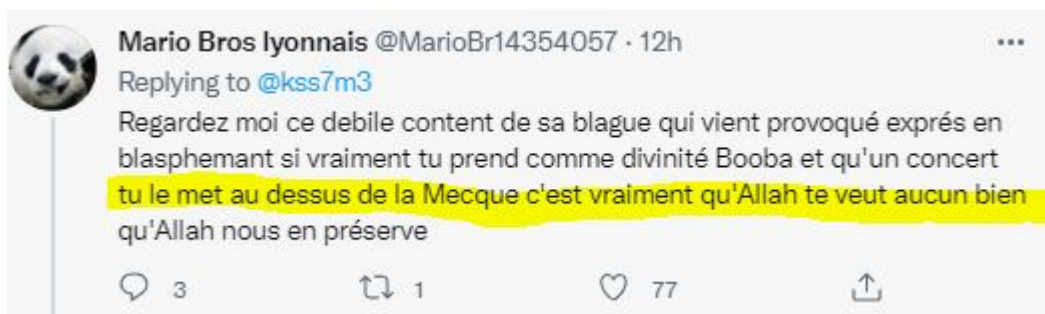 Mario Bros lyonnais @MarioBr14354057 · 12h
Replying to @kss7m3
Regardez moi ce debile content de sa blague qui vient provoqué exprés en
blasphemant si vraiment tu prend comme divinité Booba et qu'un concert
tu le met au dessus de la Mecque c'est vraiment qu'Allah te veut aucun bien
qu'Allah nous en préserve
3 1 77